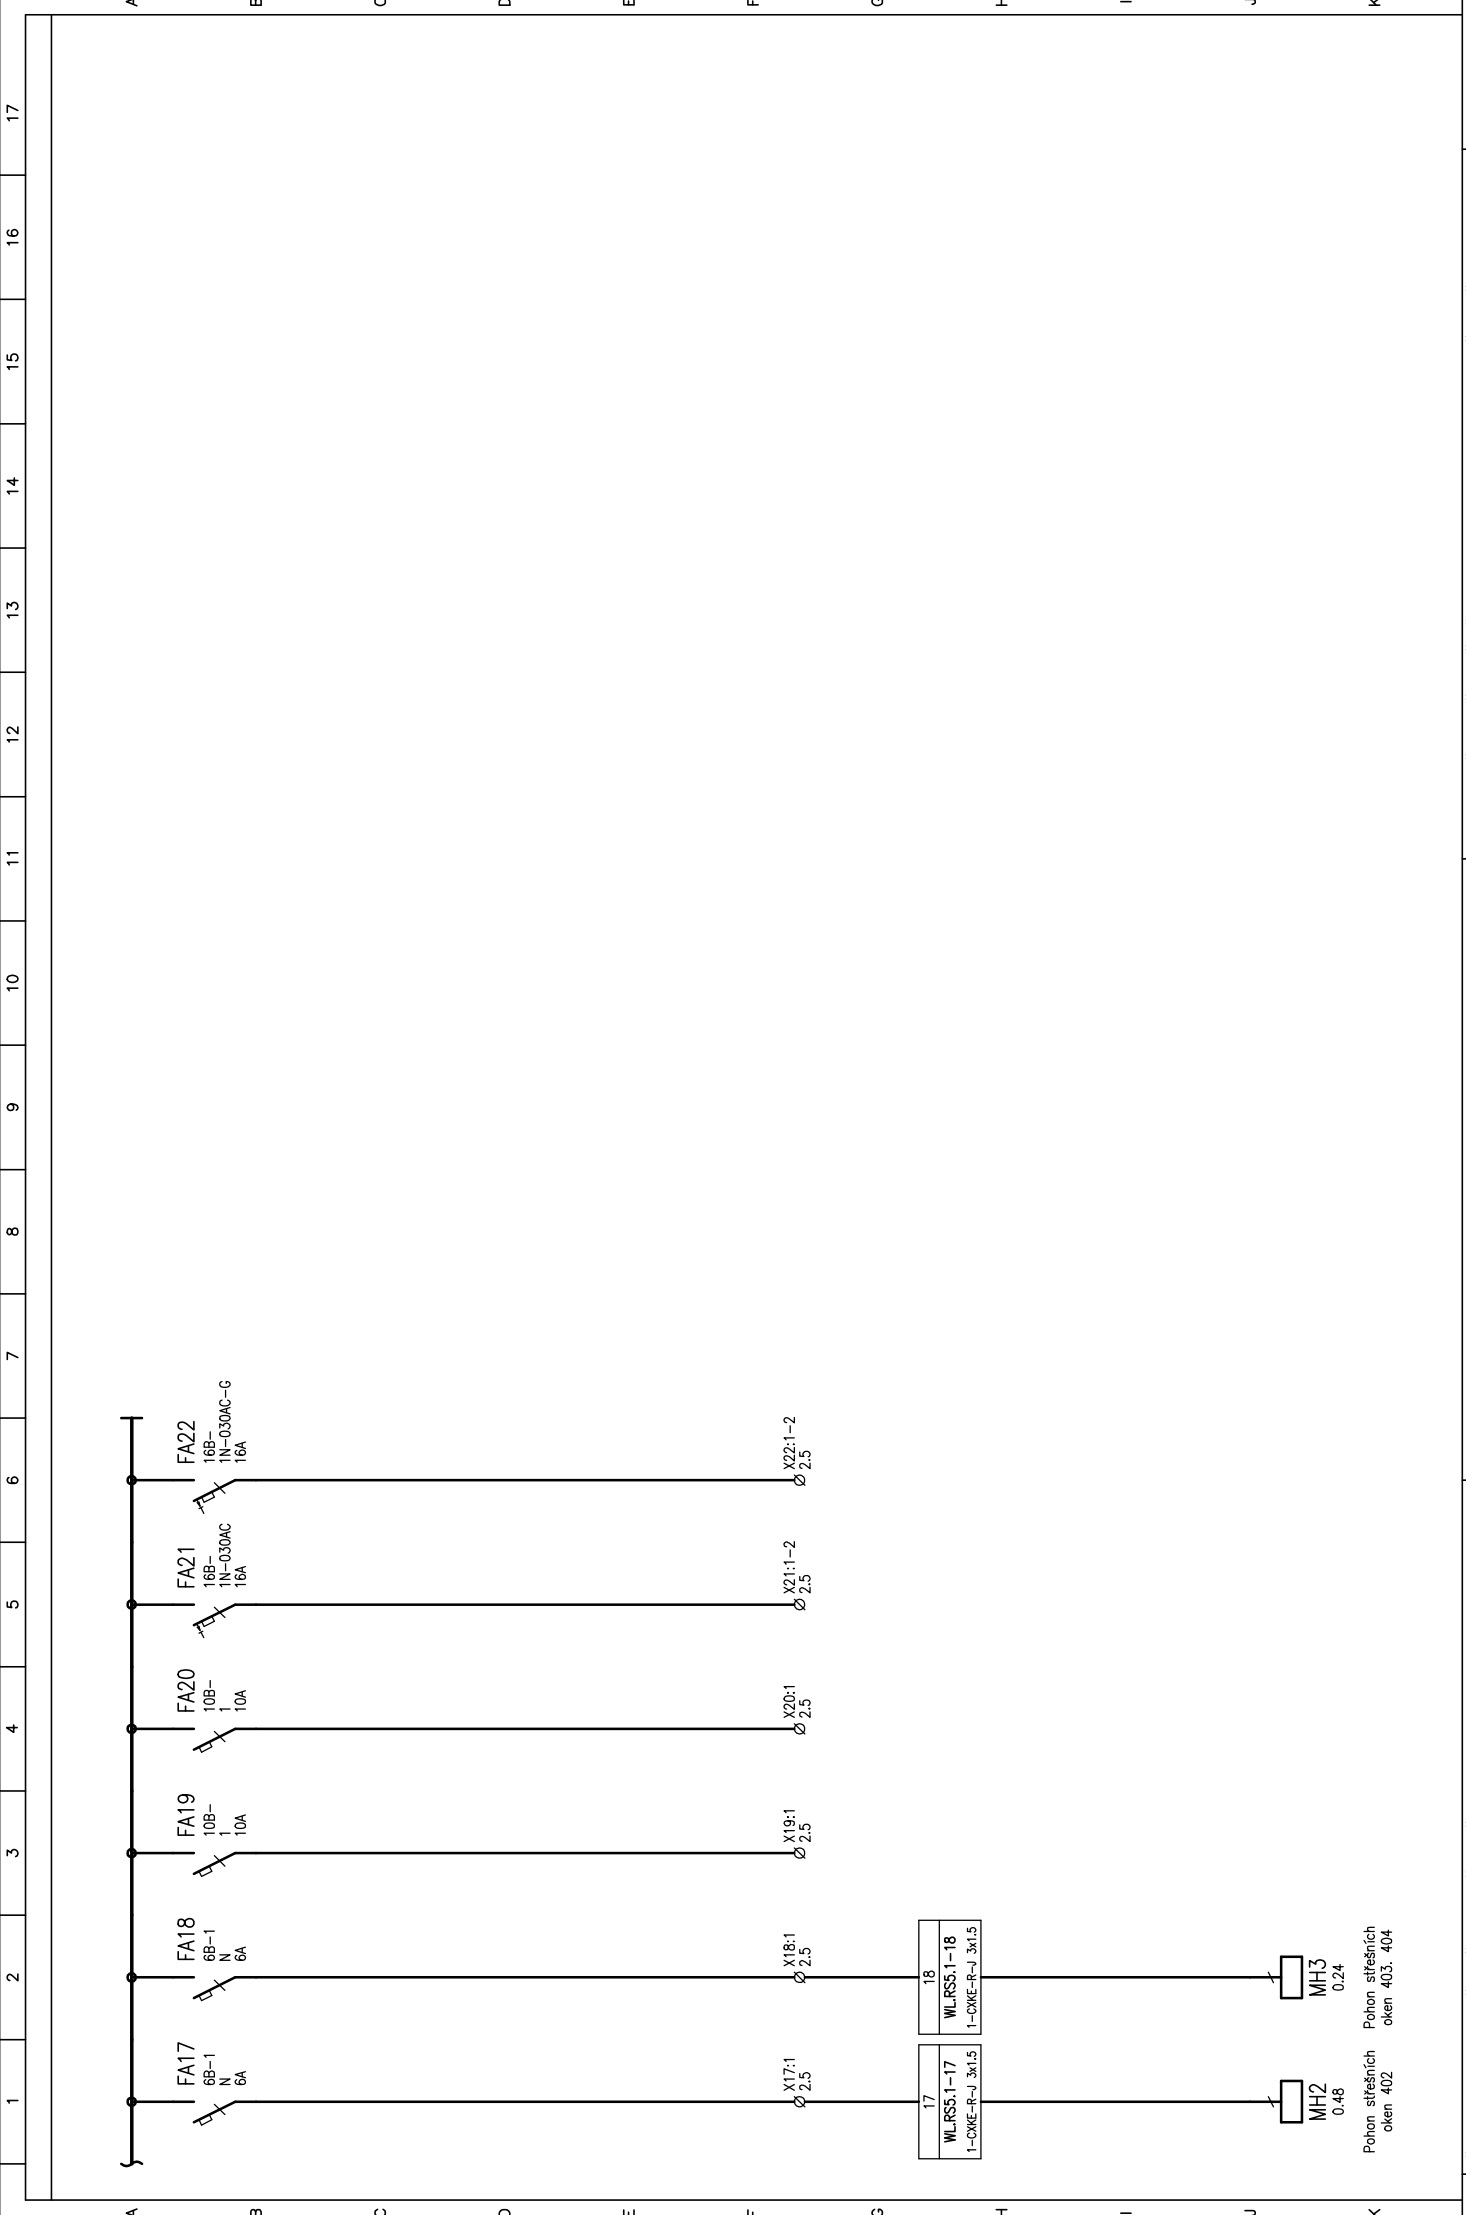 A
B
C
D
E
F
G
H
I
J
K
1
2
3
4
5
6
7
8
9
10
11
12
13
14
15
16
17
FA17
6B-1
N
6A
FA18
6B-1
N
6A
FA19
10B-
1
10A
FA20
10B-
1
10A
FA21
16B-
1N-030AC
16A
FA22
16B-
1N-030AC-G
16A
X17:1
2.5
X18:1
2.5
X19:1
2.5
X20:1
2.5
X21:1-2
2.5
X22:1-2
2.5
17
WL.RS5.1-17
1-CXKE-R-J 3x1.5
18
WL.RS5.1-18
1-CXKE-R-J 3x1.5
MH2
0.48
Pohon střešních
oken 402
MH3
0.24
Pohon střešních
oken 403. 404
A
B
C
D
E
F
G
H
I
J
K